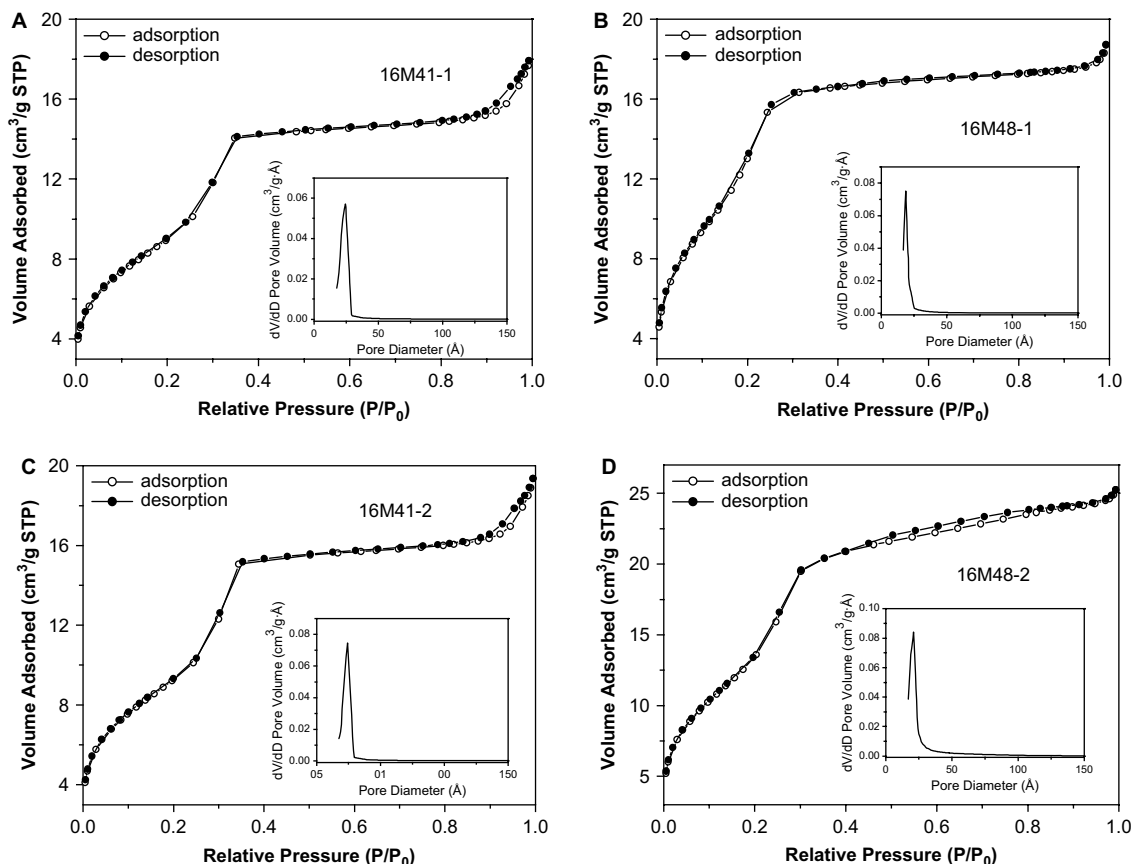 A
20
16
12
8
4
Volume Adsorbed (cm³/g STP)
adsorption
desorption
16M41-1
dV/dD Pore Volume (cm³/g·Å)
0.06
0.04
0.02
0.00
0 50 100 150
Pore Diameter (Å)
0.0 0.2 0.4 0.6 0.8 1.0
Relative Pressure (P/P₀)
B
20
16
12
8
4
Volume Adsorbed (cm³/g STP)
adsorption
desorption
16M48-1
dV/dD Pore Volume (cm³/g·Å)
0.08
0.06
0.04
0.02
0.00
0 50 100 150
Pore Diameter (Å)
0.0 0.2 0.4 0.6 0.8 1.0
Relative Pressure (P/P₀)
C
20
16
12
8
4
Volume Adsorbed (cm³/g STP)
adsorption
desorption
16M41-2
dV/dD Pore Volume (cm³/g·Å)
0.08
0.06
0.04
0.02
0.00
05 01 00 150
Pore Diameter (Å)
0.0 0.2 0.4 0.6 0.8 1.0
Relative Pressure (P/P₀)
D
25
20
15
10
5
Volume Adsorbed (cm³/g STP)
adsorption
desorption
16M48-2
dV/dD Pore Volume (cm³/g·Å)
0.10
0.08
0.06
0.04
0.02
0.00
0 50 100 150
Pore Diameter (Å)
0.0 0.2 0.4 0.6 0.8 1.0
Relative Pressure (P/P₀)